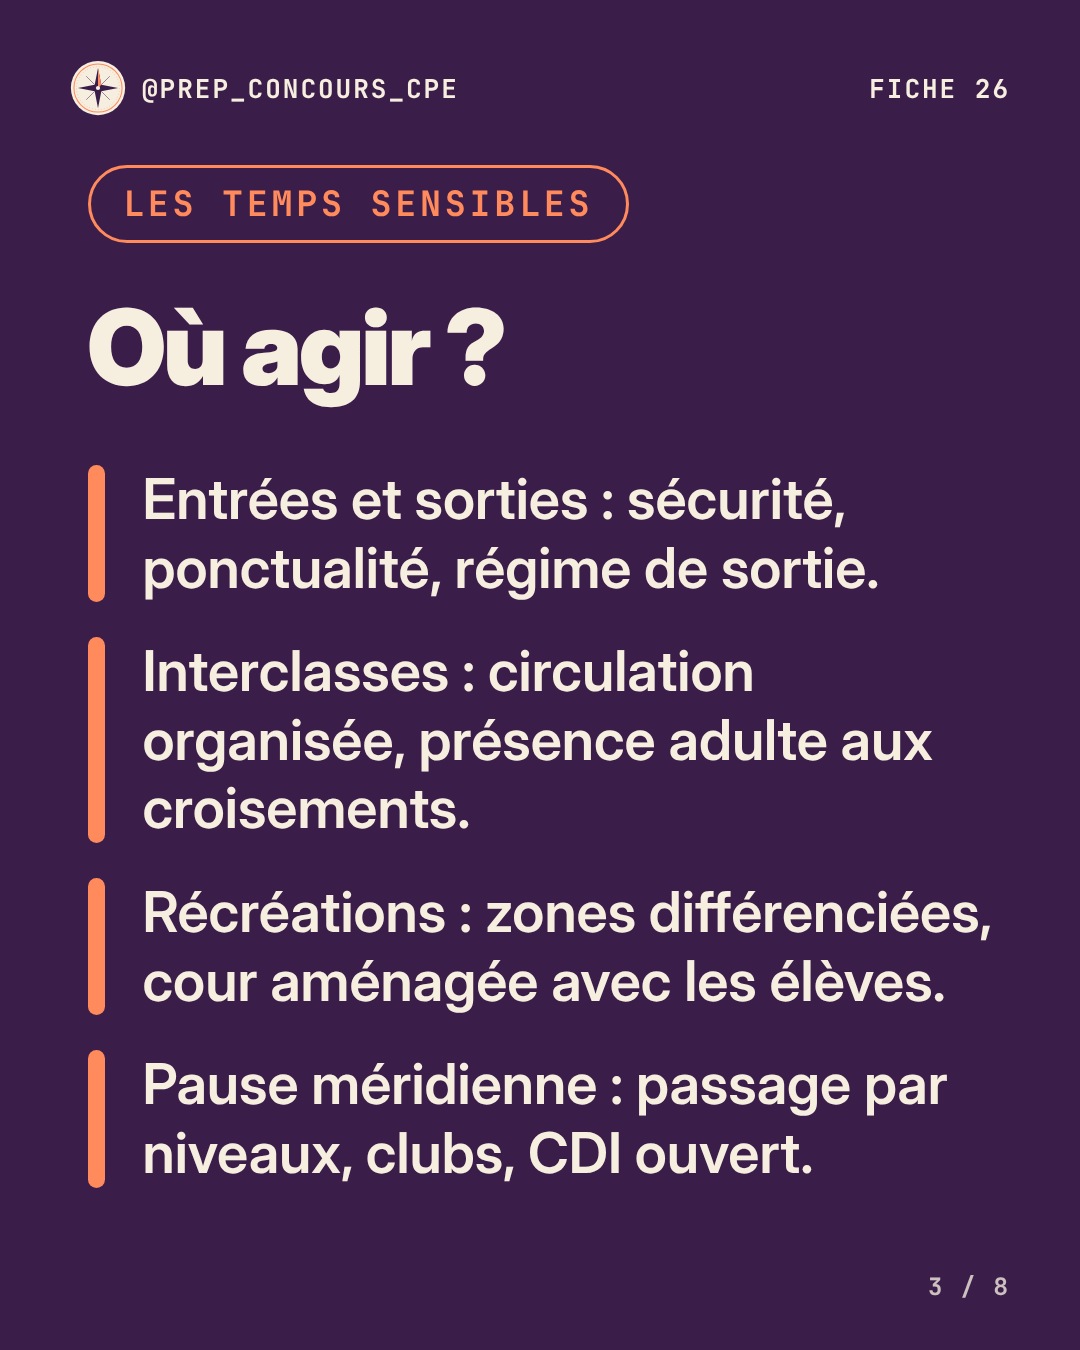 @PREP_CONCOURS_CPE
FICHE 26
LES TEMPS SENSIBLES
Où agir ?
Entrées et sorties : sécurité,
ponctualité, régime de sortie.
Interclasses : circulation
organisée, présence adulte aux
croisements.
Récréations : zones différenciées,
cour aménagée avec les élèves.
Pause méridienne : passage par
niveaux, clubs, CDI ouvert.
3 / 8